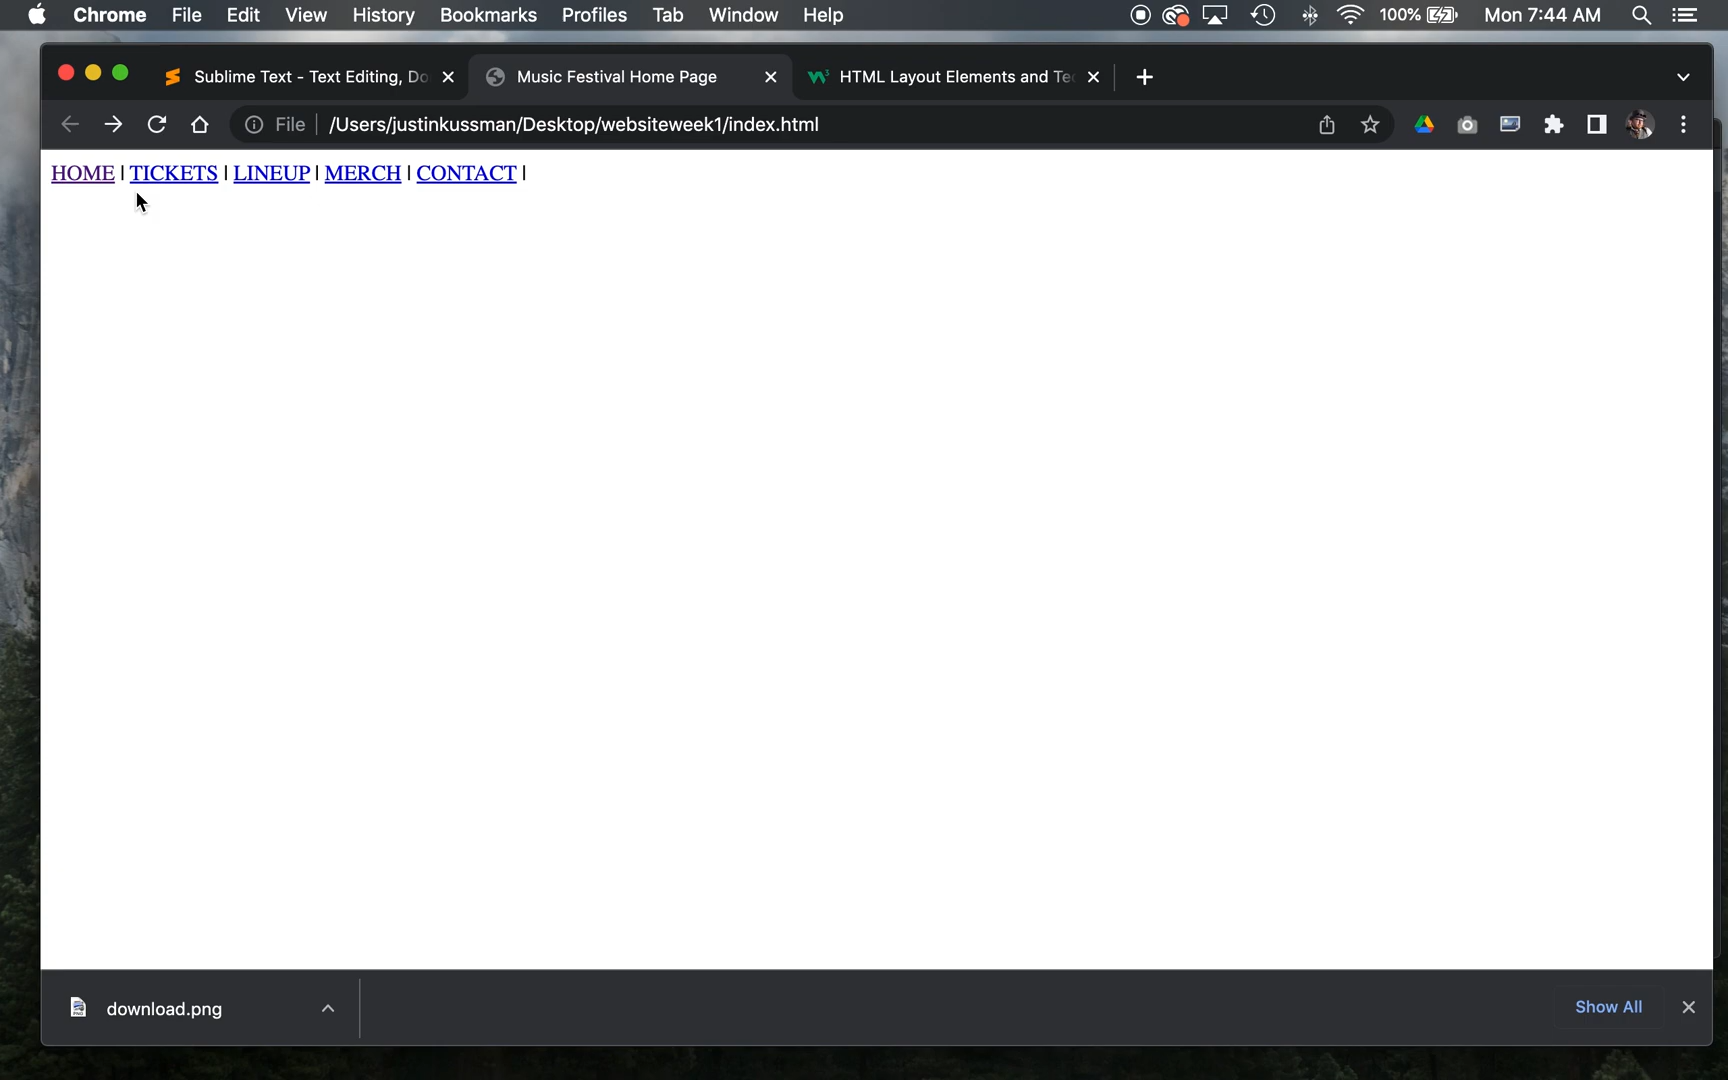 Chrome File Edit View History Bookmarks Profiles Tab Window Help 100% Mon 7:44 AM
Sublime Text - Text Editing, Do Music Festival Home Page HTML Layout Elements and Te
File /Users/justinkussman/Desktop/websiteweek1/index.html
HOME | TICKETS | LINEUP | MERCH | CONTACT |
download.png Show All